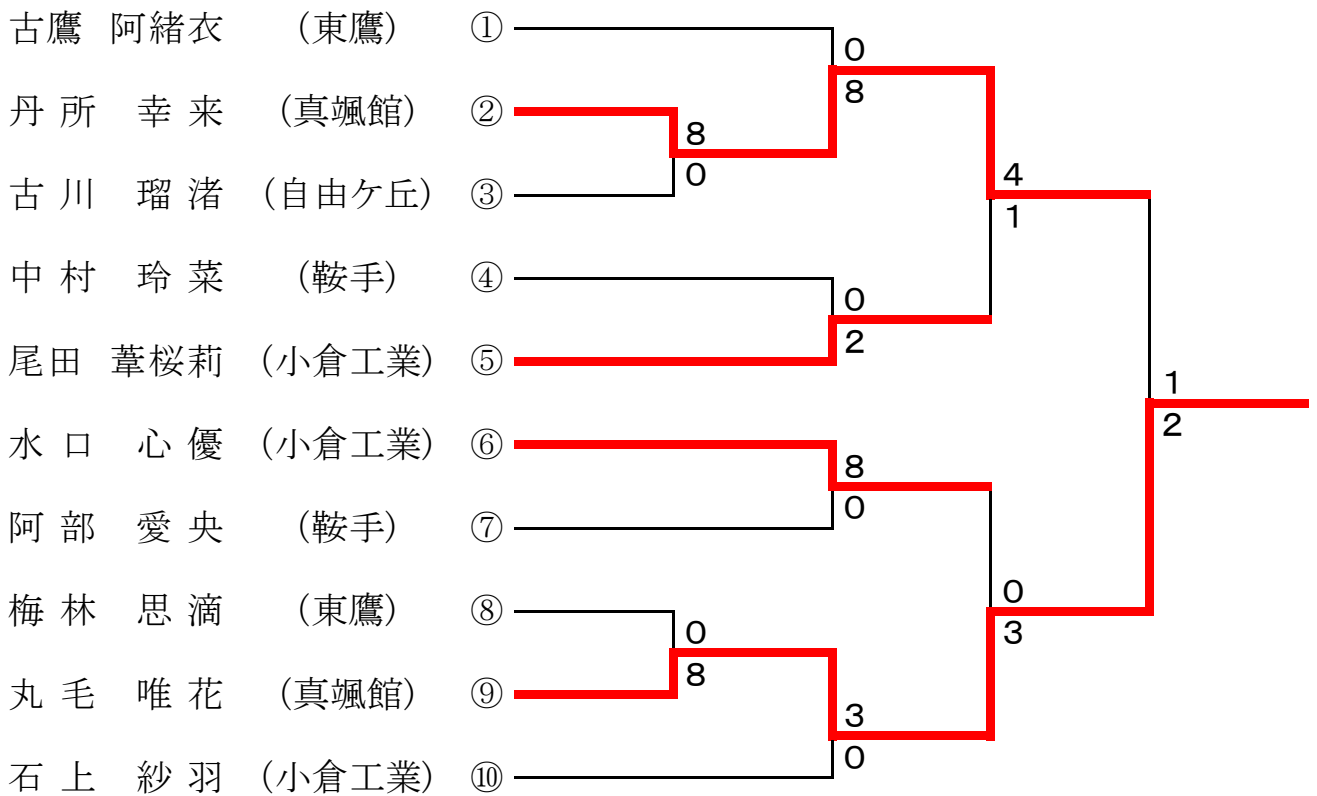 古鷹 阿緒衣 (東鷹) ①
0
8
丹所 幸来 (真颯館) ②
8
0
古川 瑠渚 (自由ケ丘) ③
4
1
中村 玲菜 (鞍手) ④
0
2
尾田 葦桜莉 (小倉工業) ⑤
1
2
水口 心優 (小倉工業) ⑥
8
0
阿部 愛央 (鞍手) ⑦
0
3
梅林 思滴 (東鷹) ⑧
0
8
丸毛 唯花 (真颯館) ⑨
3
0
石上 紗羽 (小倉工業) ⑩